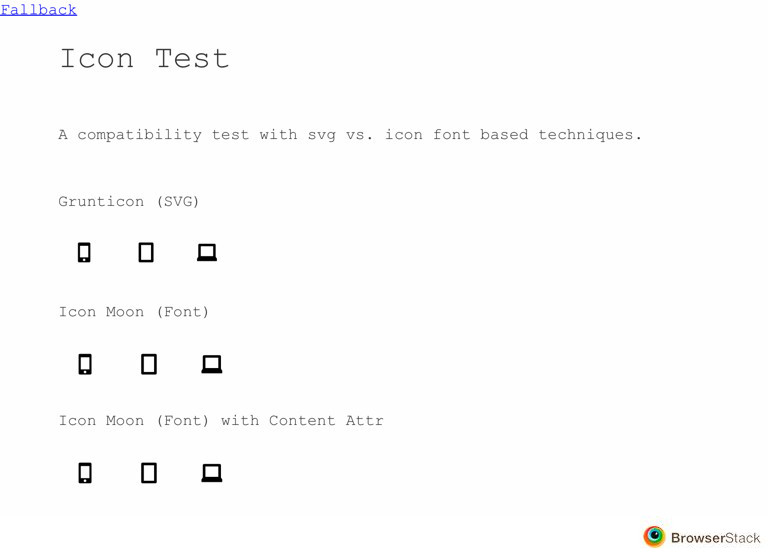 Fallback
Icon Test
A compatibility test with svg vs. icon font based techniques.
Grunticon (SVG)
Icon Moon (Font)
Icon Moon (Font) with Content Attr
BrowserStack